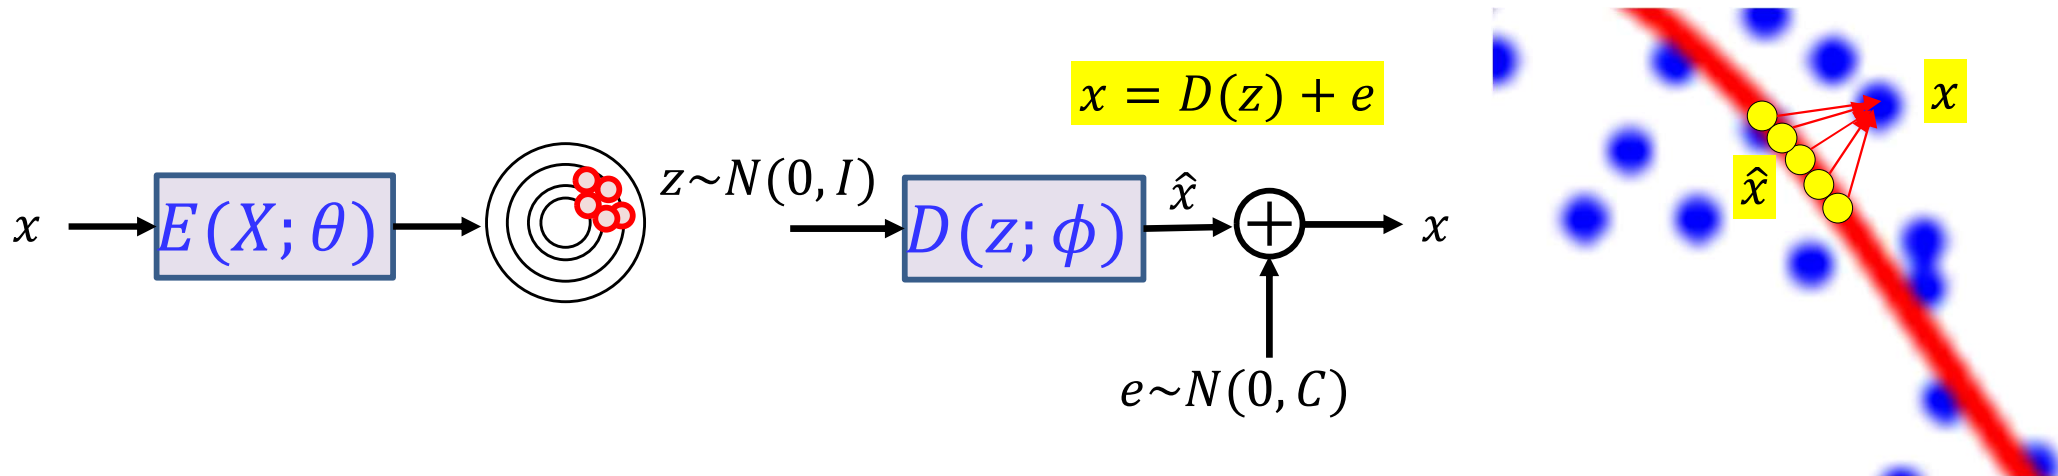 x
E(X; θ)
z~N(0, I)
D(z; ϕ)
x̂
x = D(z) + e
x
e~N(0, C)
x
x̂